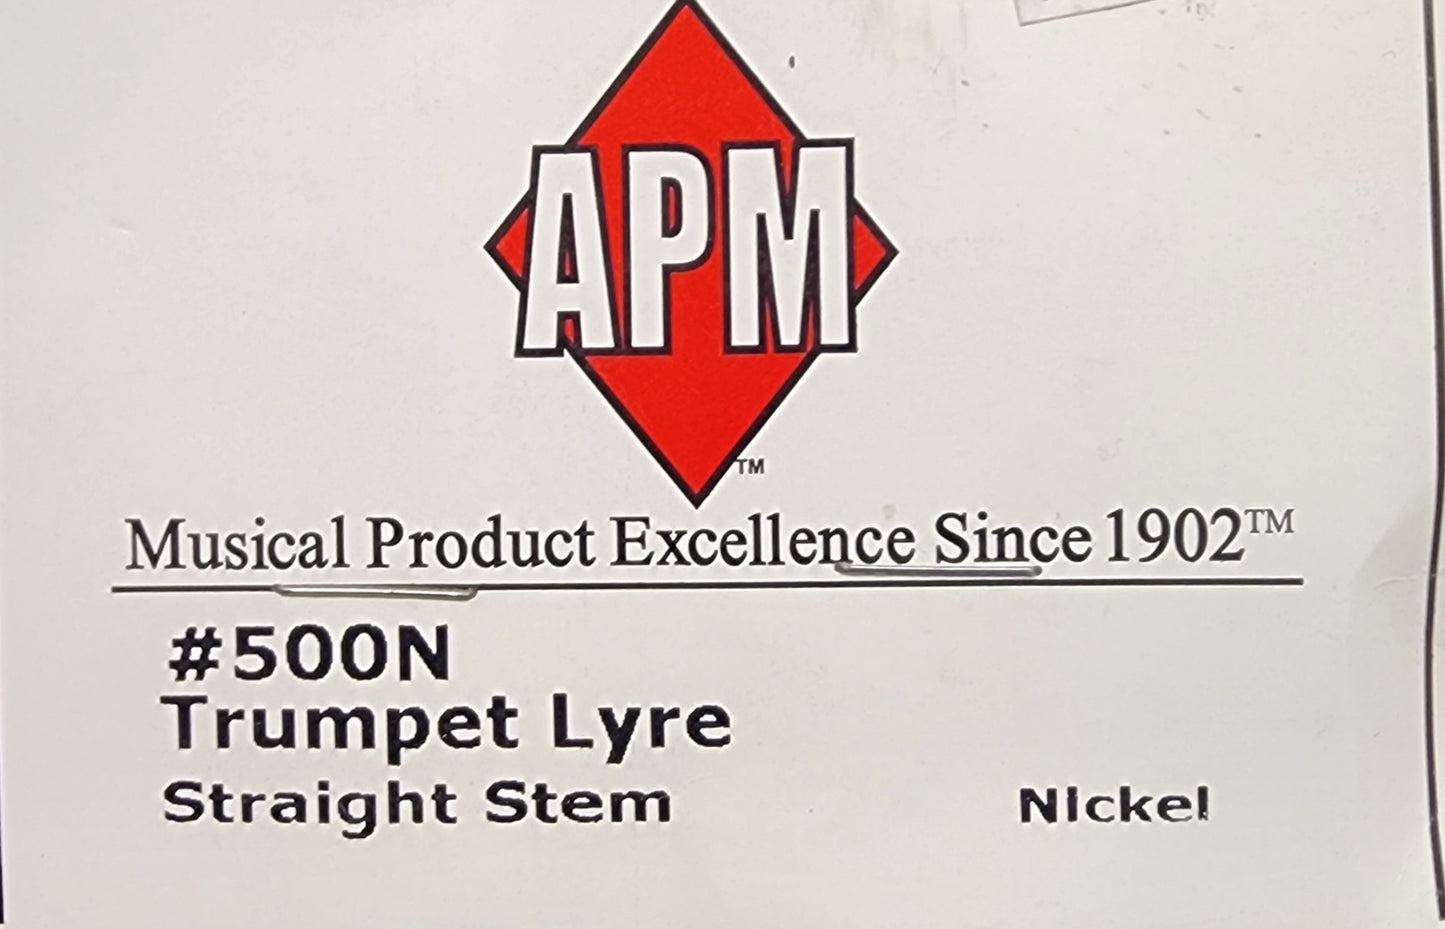 APM
TM
Musical Product Excellence Since 1902™
#500N
Trumpet Lyre
Straight Stem Nickel